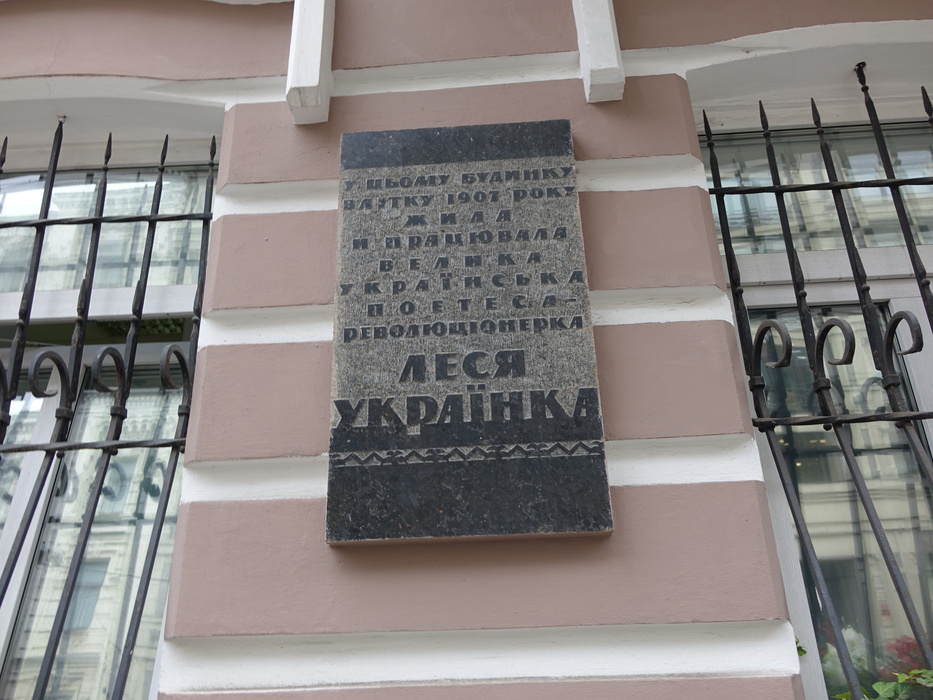 У ЦЬОМУ БУДИНКУ
ВЛІТКУ 1907 РОКУ
ЖИЛА
Й ПРАЦЮВАЛА
ВЕЛИКА
УКРАЇНСЬКА
ПОЕТЕСА-
РЕВОЛЮЦІОНЕРКА
ЛЕСЯ
УКРАЇНКА